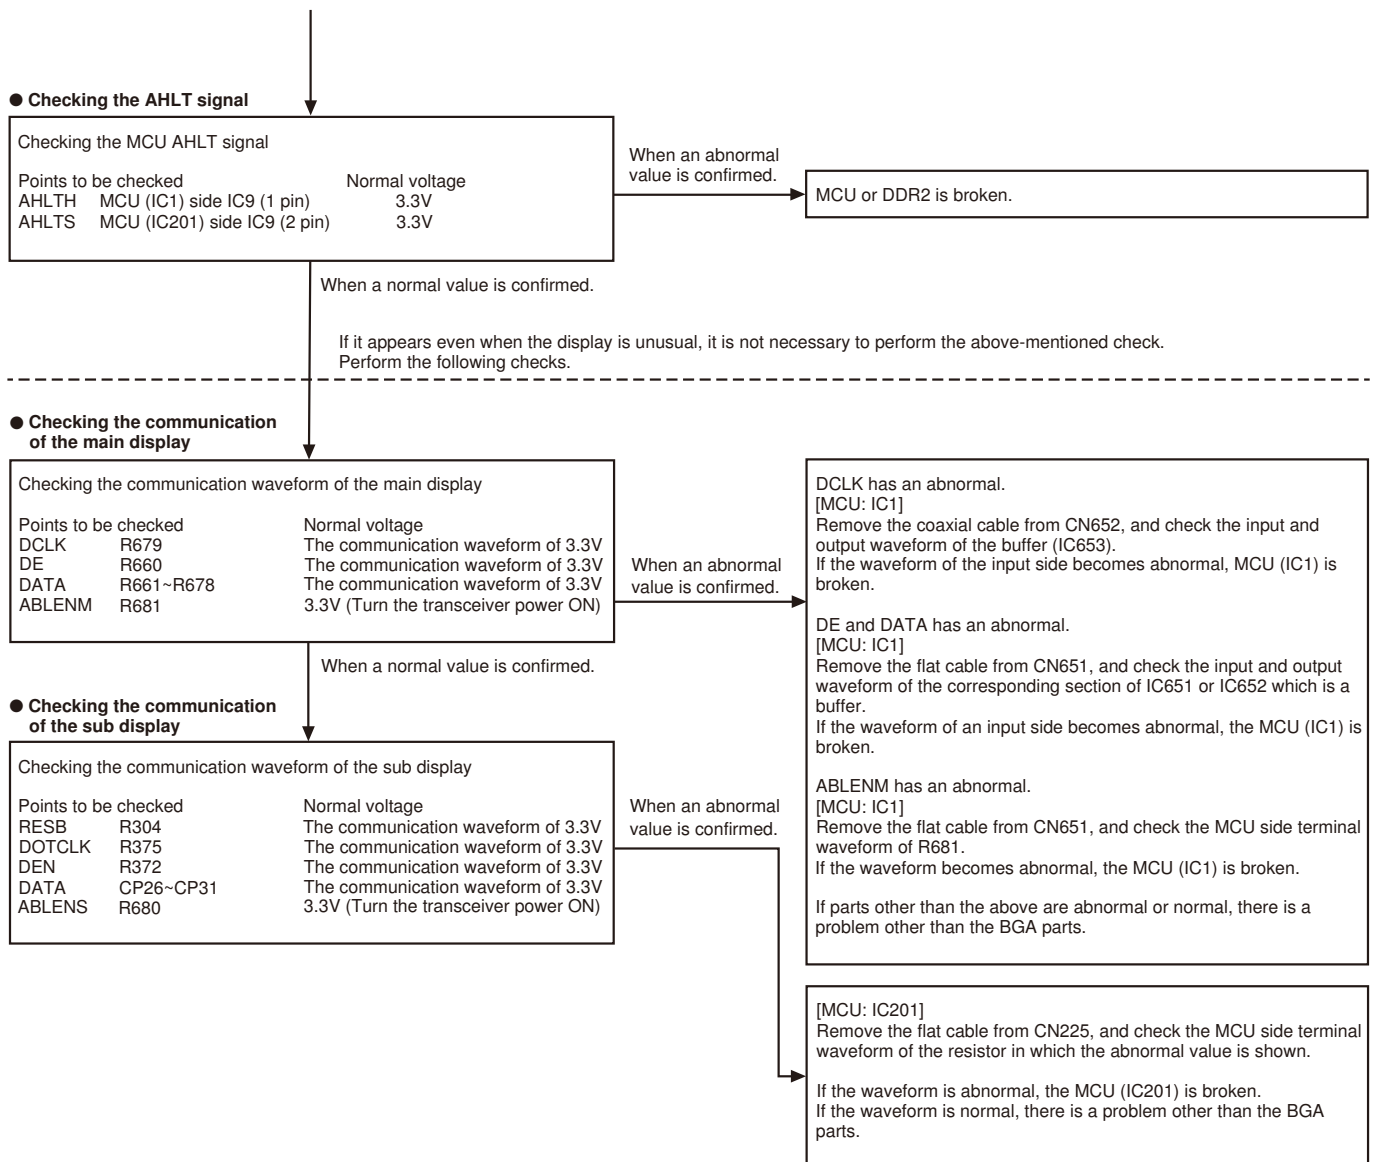 ● Checking the AHLT signal
Checking the MCU AHLT signal
Points to be checked Normal voltage
AHLTH MCU (IC1) side IC9 (1 pin) 3.3V
AHLTS MCU (IC201) side IC9 (2 pin) 3.3V
When an abnormal
value is confirmed.
MCU or DDR2 is broken.
When a normal value is confirmed.
If it appears even when the display is unusual, it is not necessary to perform the above-mentioned check.
Perform the following checks.
● Checking the communication
of the main display
Checking the communication waveform of the main display
Points to be checked Normal voltage
DCLK R679 The communication waveform of 3.3V
DE R660 The communication waveform of 3.3V
DATA R661~R678 The communication waveform of 3.3V
ABLENM R681 3.3V (Turn the transceiver power ON)
When an abnormal
value is confirmed.
DCLK has an abnormal.
[MCU: IC1]
Remove the coaxial cable from CN652, and check the input and
output waveform of the buffer (IC653).
If the waveform of the input side becomes abnormal, MCU (IC1) is
broken.
DE and DATA has an abnormal.
[MCU: IC1]
Remove the flat cable from CN651, and check the input and output
waveform of the corresponding section of IC651 or IC652 which is a
buffer.
If the waveform of an input side becomes abnormal, the MCU (IC1) is
broken.
ABLENM has an abnormal.
[MCU: IC1]
Remove the flat cable from CN651, and check the MCU side terminal
waveform of R681.
If the waveform becomes abnormal, the MCU (IC1) is broken.
If parts other than the above are abnormal or normal, there is a
problem other than the BGA parts.
When a normal value is confirmed.
● Checking the communication
of the sub display
Checking the communication waveform of the sub display
Points to be checked Normal voltage
RESB R304 The communication waveform of 3.3V
DOTCLK R375 The communication waveform of 3.3V
DEN R372 The communication waveform of 3.3V
DATA CP26~CP31 The communication waveform of 3.3V
ABLENS R680 3.3V (Turn the transceiver power ON)
When an abnormal
value is confirmed.
[MCU: IC201]
Remove the flat cable from CN225, and check the MCU side terminal
waveform of the resistor in which the abnormal value is shown.
If the waveform is abnormal, the MCU (IC201) is broken.
If the waveform is normal, there is a problem other than the BGA
parts.